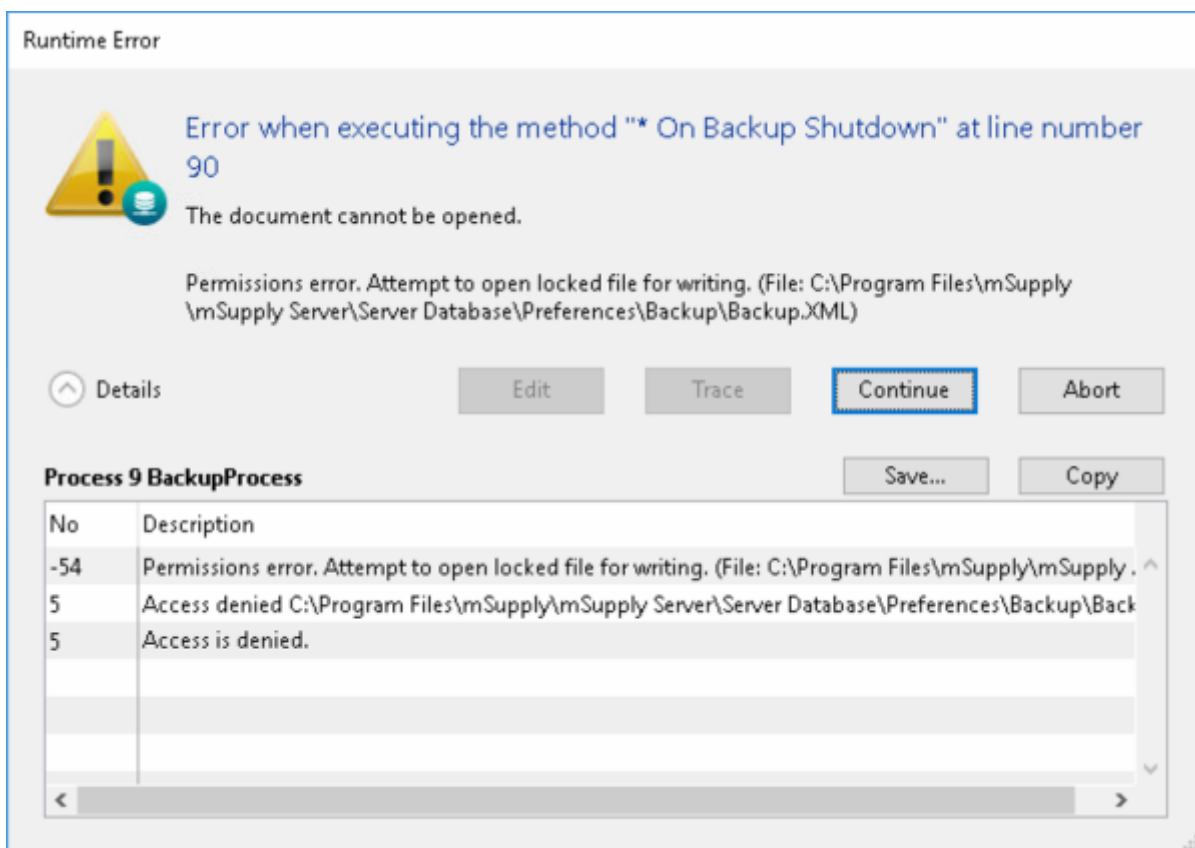 Runtime Error
Error when executing the method "* On Backup Shutdown" at line number
90
The document cannot be opened.
Permissions error. Attempt to open locked file for writing. (File: C:\Program Files\mSupply
\mSupply Server\Server Database\Preferences\Backup\Backup.XML)
Details
Edit
Trace
Continue
Abort
Process 9 BackupProcess
Save...
Copy
No Description
-54 Permissions error. Attempt to open locked file for writing. (File: C:\Program Files\mSupply\mSupply .
5 Access denied C:\Program Files\mSupply\mSupply Server\Server Database\Preferences\Backup\Back
5 Access is denied.